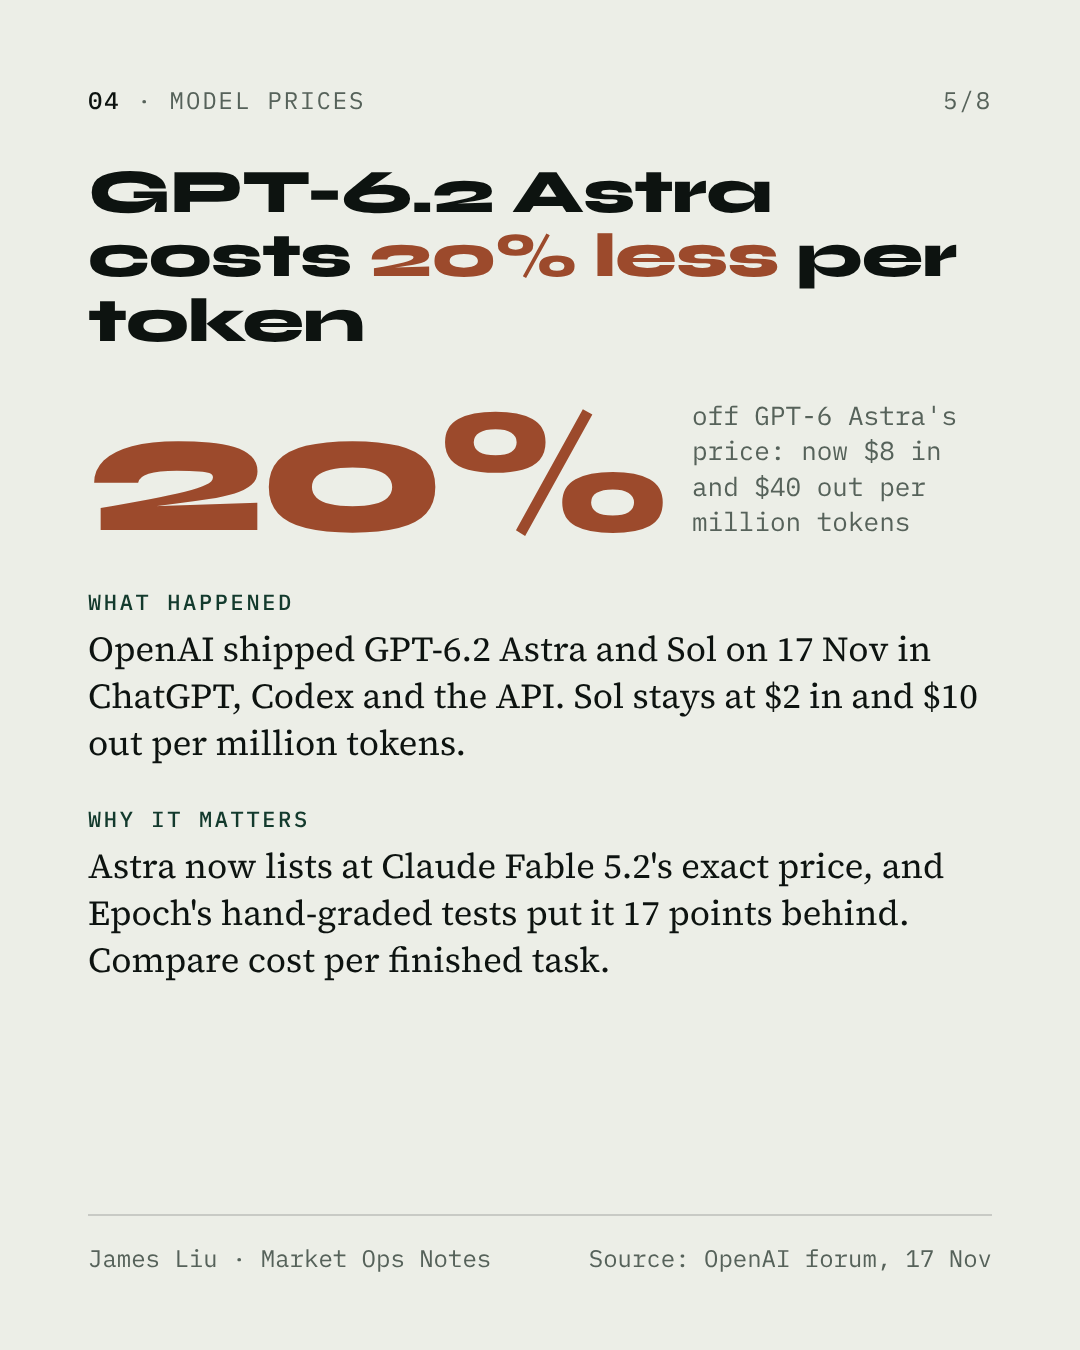 04 · MODEL PRICES
5/8
GPT-6.2 Astra
costs 20% less per
token
20%
off GPT-6 Astra's
price: now $8 in
and $40 out per
million tokens
WHAT HAPPENED
OpenAI shipped GPT-6.2 Astra and Sol on 17 Nov in
ChatGPT, Codex and the API. Sol stays at $2 in and $10
out per million tokens.
WHY IT MATTERS
Astra now lists at Claude Fable 5.2's exact price, and
Epoch's hand-graded tests put it 17 points behind.
Compare cost per finished task.
James Liu · Market Ops Notes
Source: OpenAI forum, 17 Nov